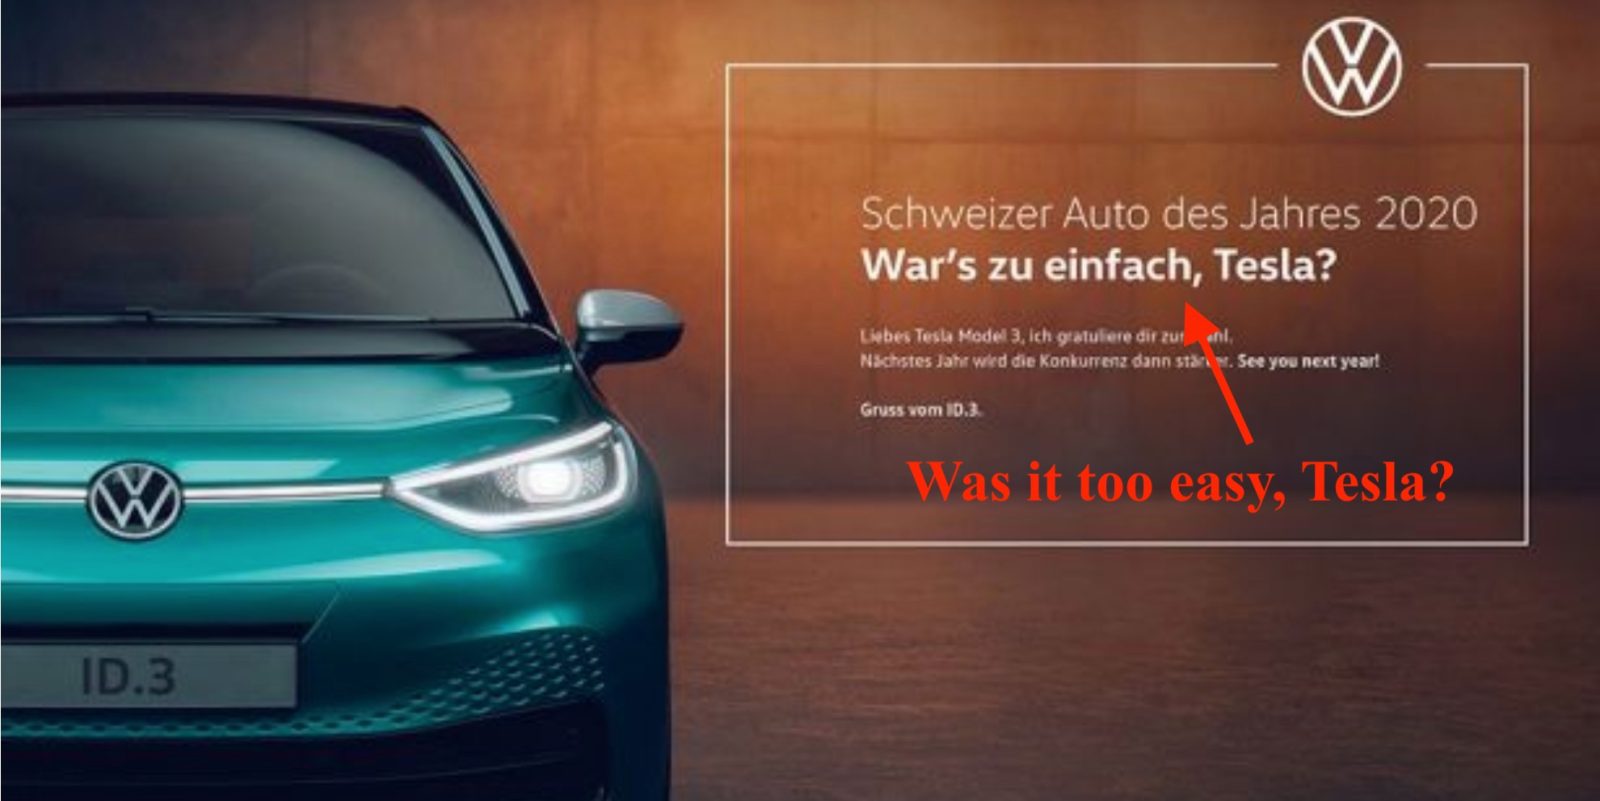 Schweizer Auto des Jahres 2020
War's zu einfach, Tesla?
Liebes Tesla Model 3, ich gratuliere dir zur
Nächstes Jahr wird die Konkurrenz dann stärker. See you next year!
Gruss vom ID.3.
Was it too easy, Tesla?
ID.3